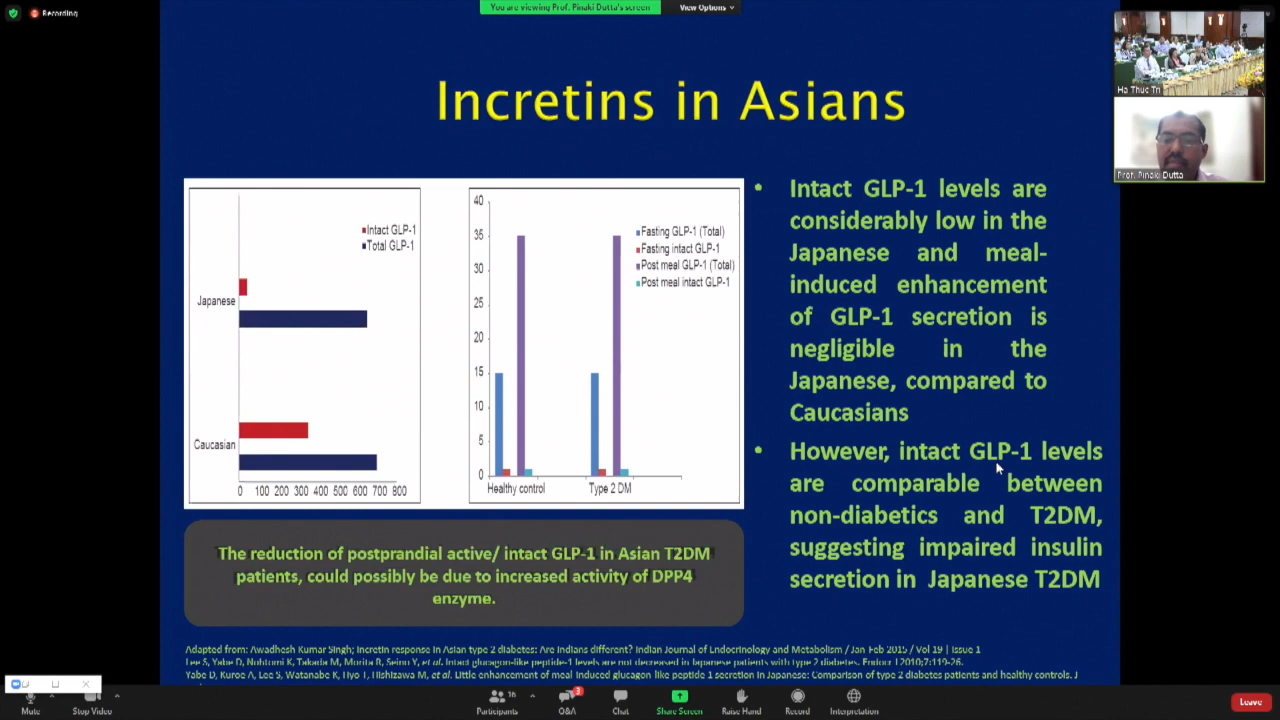 Recording
You are viewing Prof. Pinaki Dutta's screen
View Options
Ha Thuc Tri
Prof. Pinaki Dutta
Incretins in Asians
Intact GLP-1
Total GLP-1
Japanese
Caucasian
0 100 200 300 400 500 600 700 800
40
35
30
25
20
15
10
5
0
Fasting GLP-1 (Total)
Fasting intact GLP-1
Post meal GLP-1 (Total)
Post meal intact GLP-1
Healthy control
Type 2 DM
• Intact GLP-1 levels are
considerably low in the
Japanese and meal-
induced enhancement
of GLP-1 secretion is
negligible in the
Japanese, compared to
Caucasians
• However, intact GLP-1 levels
are comparable between
non-diabetics and T2DM,
suggesting impaired insulin
secretion in Japanese T2DM
The reduction of postprandial active/ intact GLP-1 in Asian T2DM
patients, could possibly be due to increased activity of DPP4
enzyme.
Adapted from: Awadhesh Kumar Singh; Incretin response in Asian type 2 diabetes: Are Indians different? Indian Journal of Endocrinology and Metabolism / Jan-Feb 2015 / Vol 19 | Issue 1
Lee S, Yabe D, Nohtomi K, Takada M, Morita R, Seino Y, et al. Intact glucagon-like peptide-1 levels are not decreased in Japanese patients with type 2 diabetes. Endocr J 2010;7:119-26.
Yabe D, Kuroe A, Lee S, Watanabe K, Hyo T, Hishizawa M, et al. Little enhancement of meal induced glucagon like peptide 1 secretion in Japanese: Comparison of type 2 diabetes patients and healthy controls. J
Mute
Stop Video
Participants
16
Q&A
3
Chat
Share Screen
Raise Hand
Record
Interpretation
Leave